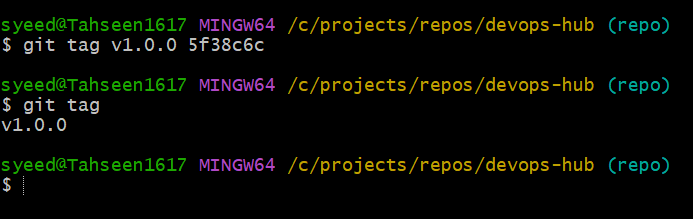 syeed@Tahseen1617 MINGW64 /c/projects/repos/devops-hub (repo)
$ git tag v1.0.0 5f38c6c
syeed@Tahseen1617 MINGW64 /c/projects/repos/devops-hub (repo)
$ git tag
v1.0.0
syeed@Tahseen1617 MINGW64 /c/projects/repos/devops-hub (repo)
$